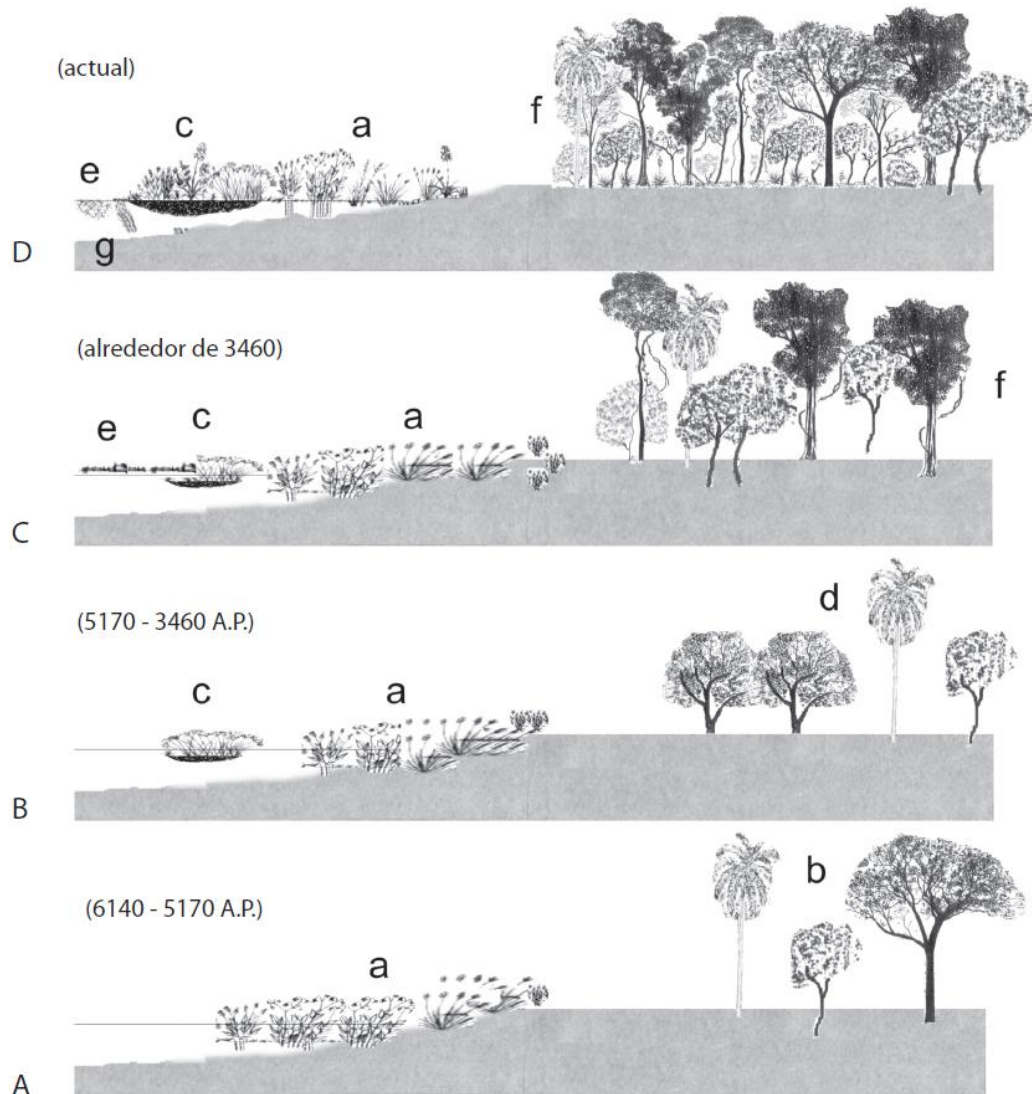 (actual)
f
c
a
e
D
g
(alrededor de 3460)
f
e
c
a
C
(5170 - 3460 A.P.)
d
c
a
B
(6140 - 5170 A.P.)
b
a
A